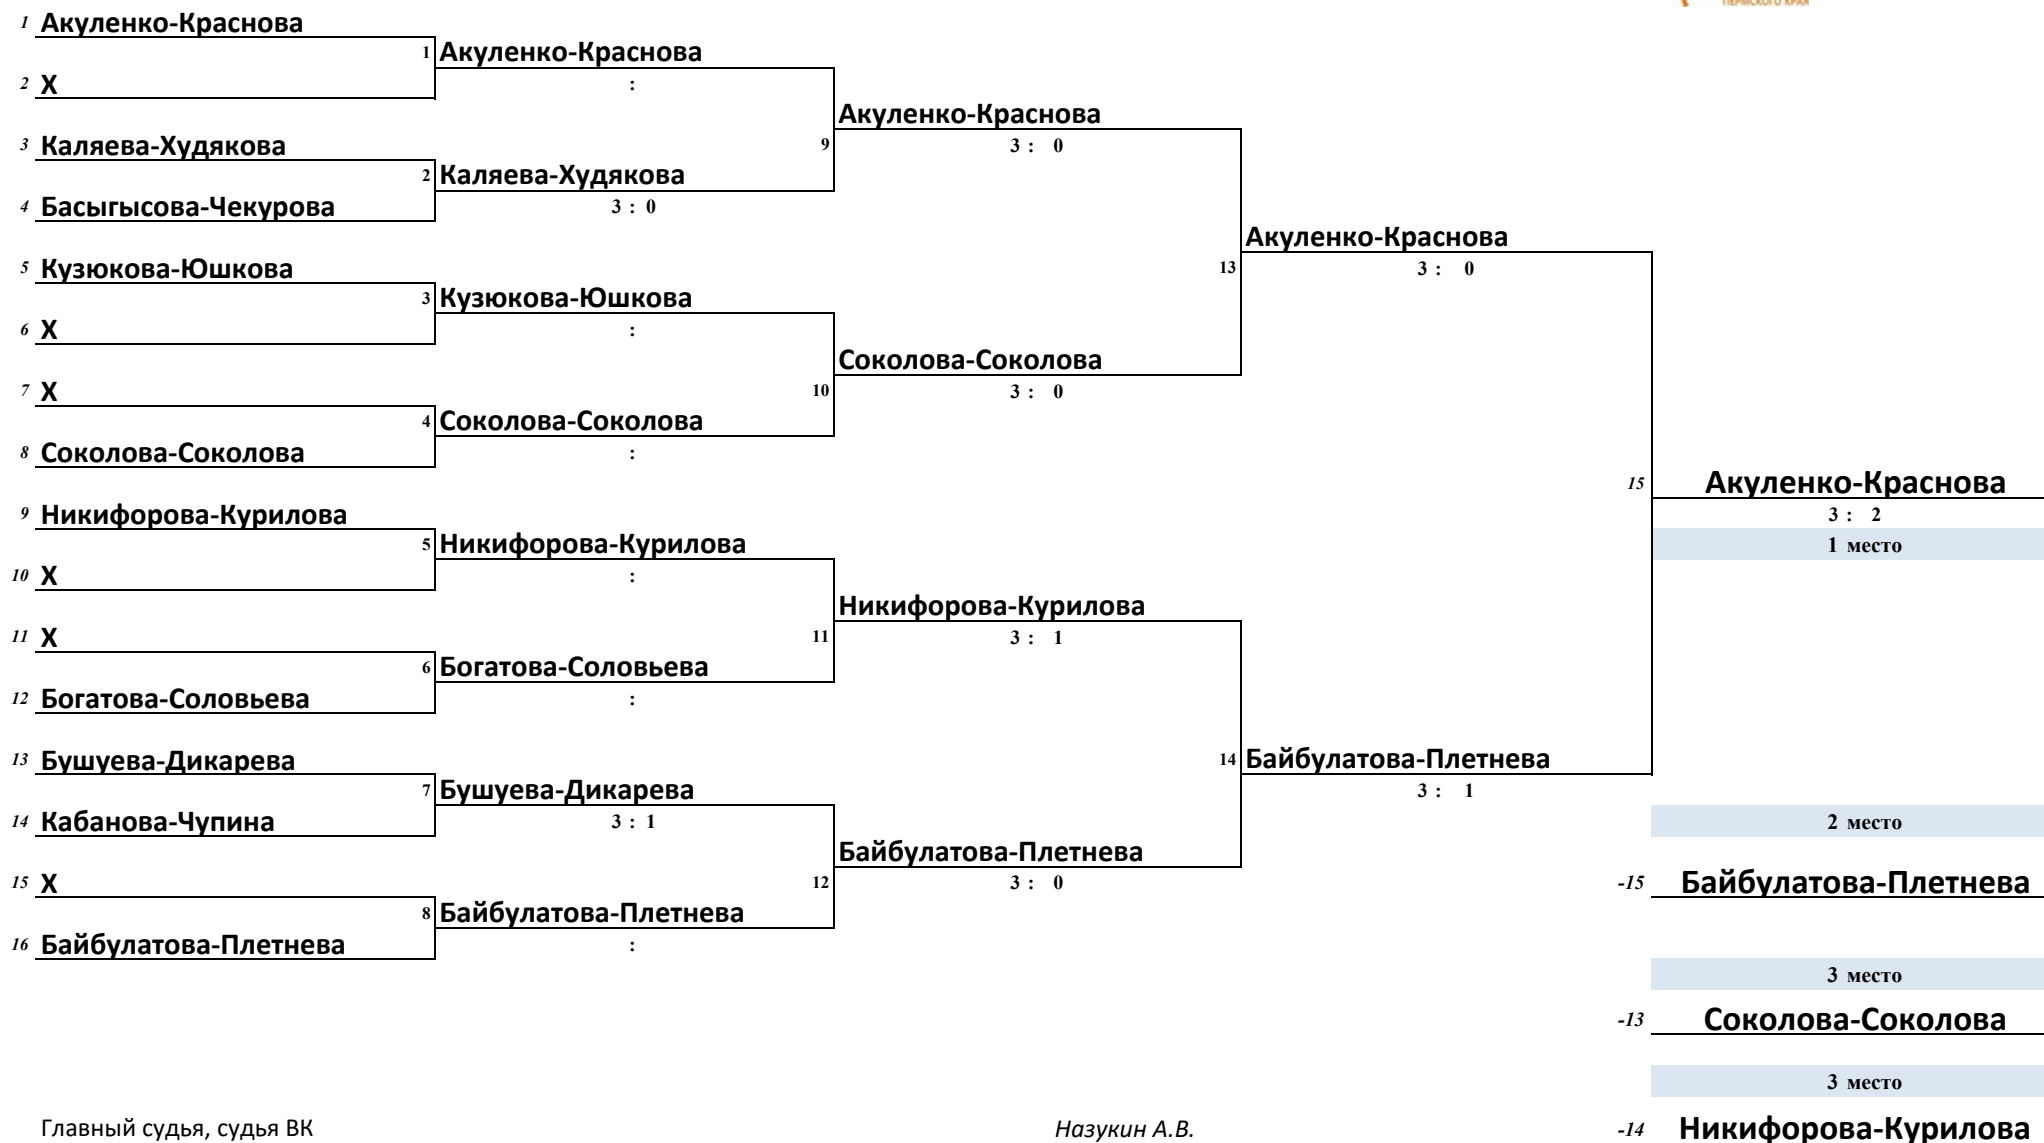 ПЕРМСКОГО КРАЯ
1 Акуленко-Краснова
1 Акуленко-Краснова
2 Х
:
Акуленко-Краснова
3 Каляева-Худякова
9
3 : 0
2 Каляева-Худякова
4 Басыгысова-Чекурова
3 : 0
Акуленко-Краснова
5 Кузюкова-Юшкова
13
3 : 0
3 Кузюкова-Юшкова
6 Х
:
Соколова-Соколова
7 Х
10
3 : 0
4 Соколова-Соколова
8 Соколова-Соколова
:
15 Акуленко-Краснова
9 Никифорова-Курилова
3 : 2
5 Никифорова-Курилова
1 место
10 Х
:
Никифорова-Курилова
11 Х
11
3 : 1
6 Богатова-Соловьева
12 Богатова-Соловьева
:
13 Бушуева-Дикарева
14 Байбулатова-Плетнева
7 Бушуева-Дикарева
3 : 1
14 Кабанова-Чупина
3 : 1
2 место
Байбулатова-Плетнева
15 Х
12
3 : 0
-15 Байбулатова-Плетнева
8 Байбулатова-Плетнева
16 Байбулатова-Плетнева
:
3 место
-13 Соколова-Соколова
3 место
Главный судья, судья ВК
Назукин А.В.
-14 Никифорова-Курилова